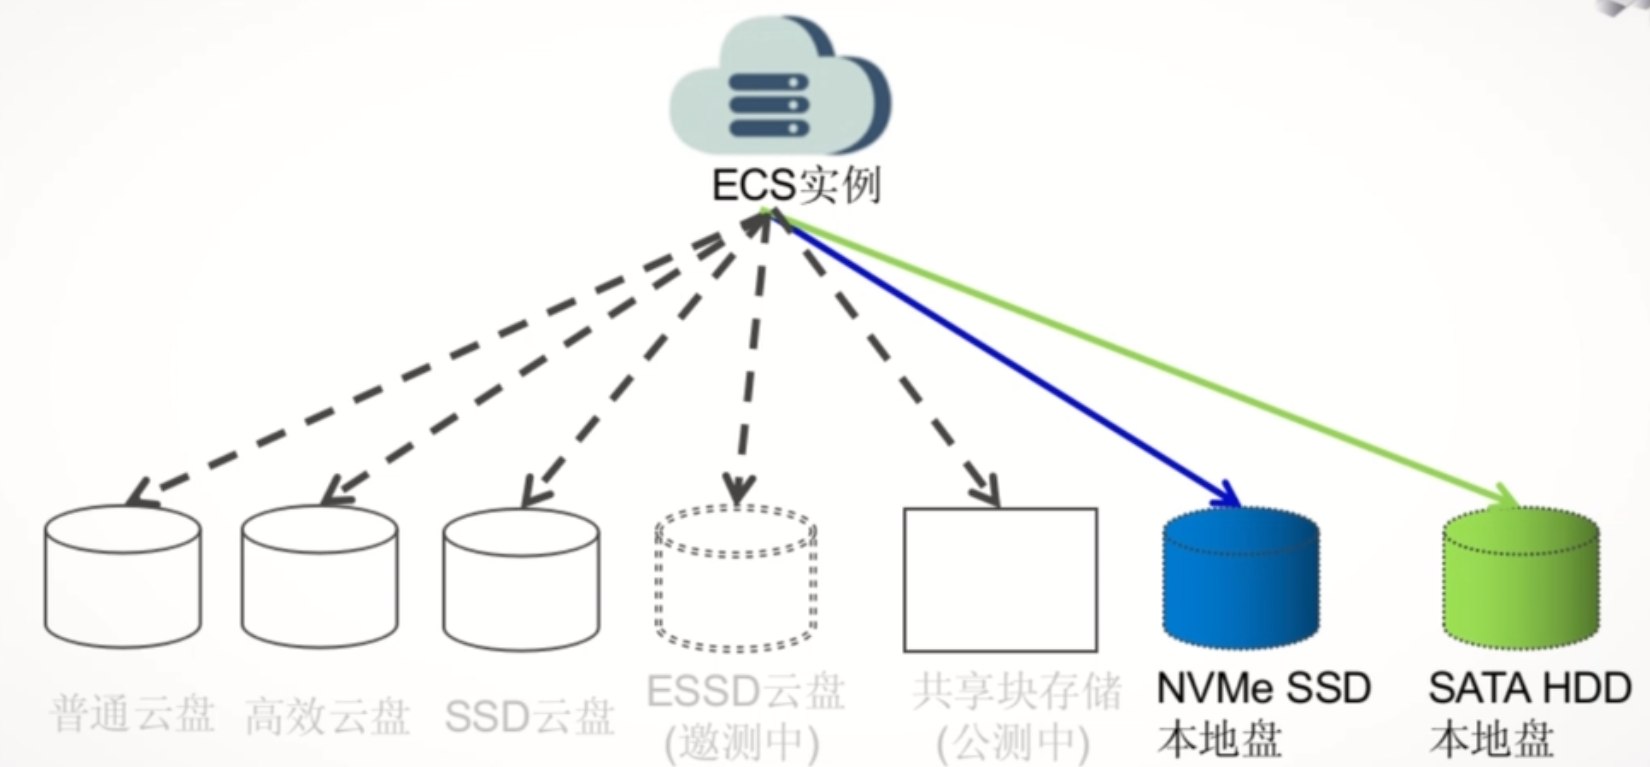 ECS实例
普通云盘
高效云盘
SSD云盘
ESSD云盘
(邀测中)
共享块存储
(公测中)
NVMe SSD
本地盘
SATA HDD
本地盘